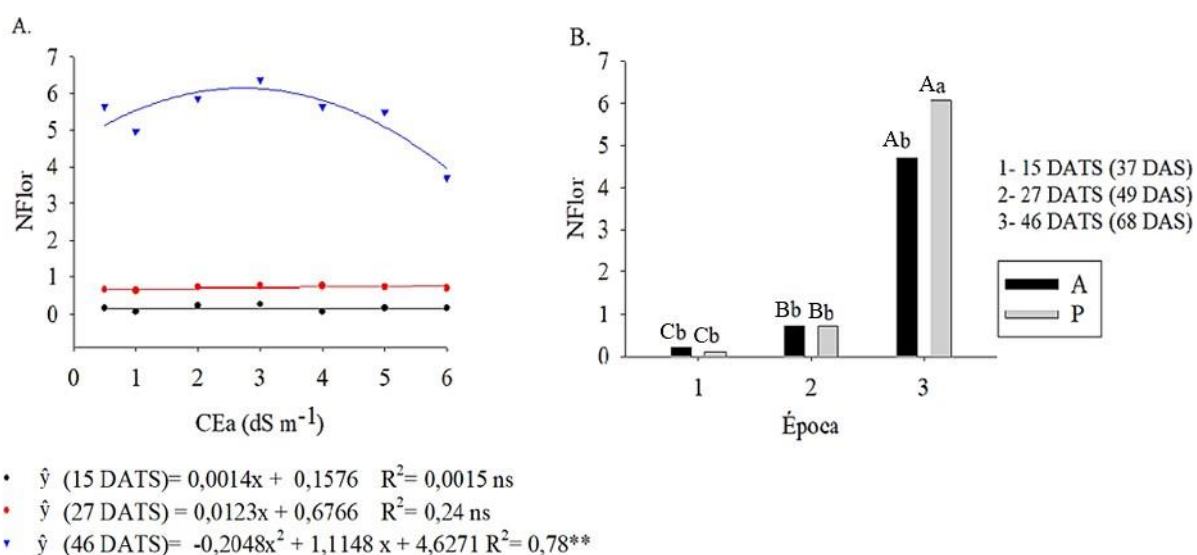 A.
7
6
5
4
3
2
1
0
NFlor
0 1 2 3 4 5 6
CEa (dS m-1)
• ŷ (15 DATS)= 0,0014x + 0,1576 R2= 0,0015 ns
• ŷ (27 DATS) = 0,0123x + 0,6766 R2= 0,24 ns
▾ ŷ (46 DATS)= -0,2048x2 + 1,1148 x + 4,6271 R2= 0,78**
B.
7
6
5
4
3
2
1
0
NFlor
Cb Cb
Bb Bb
Ab
Aa
1 2 3
Época
1- 15 DATS (37 DAS)
2- 27 DATS (49 DAS)
3- 46 DATS (68 DAS)
A
P